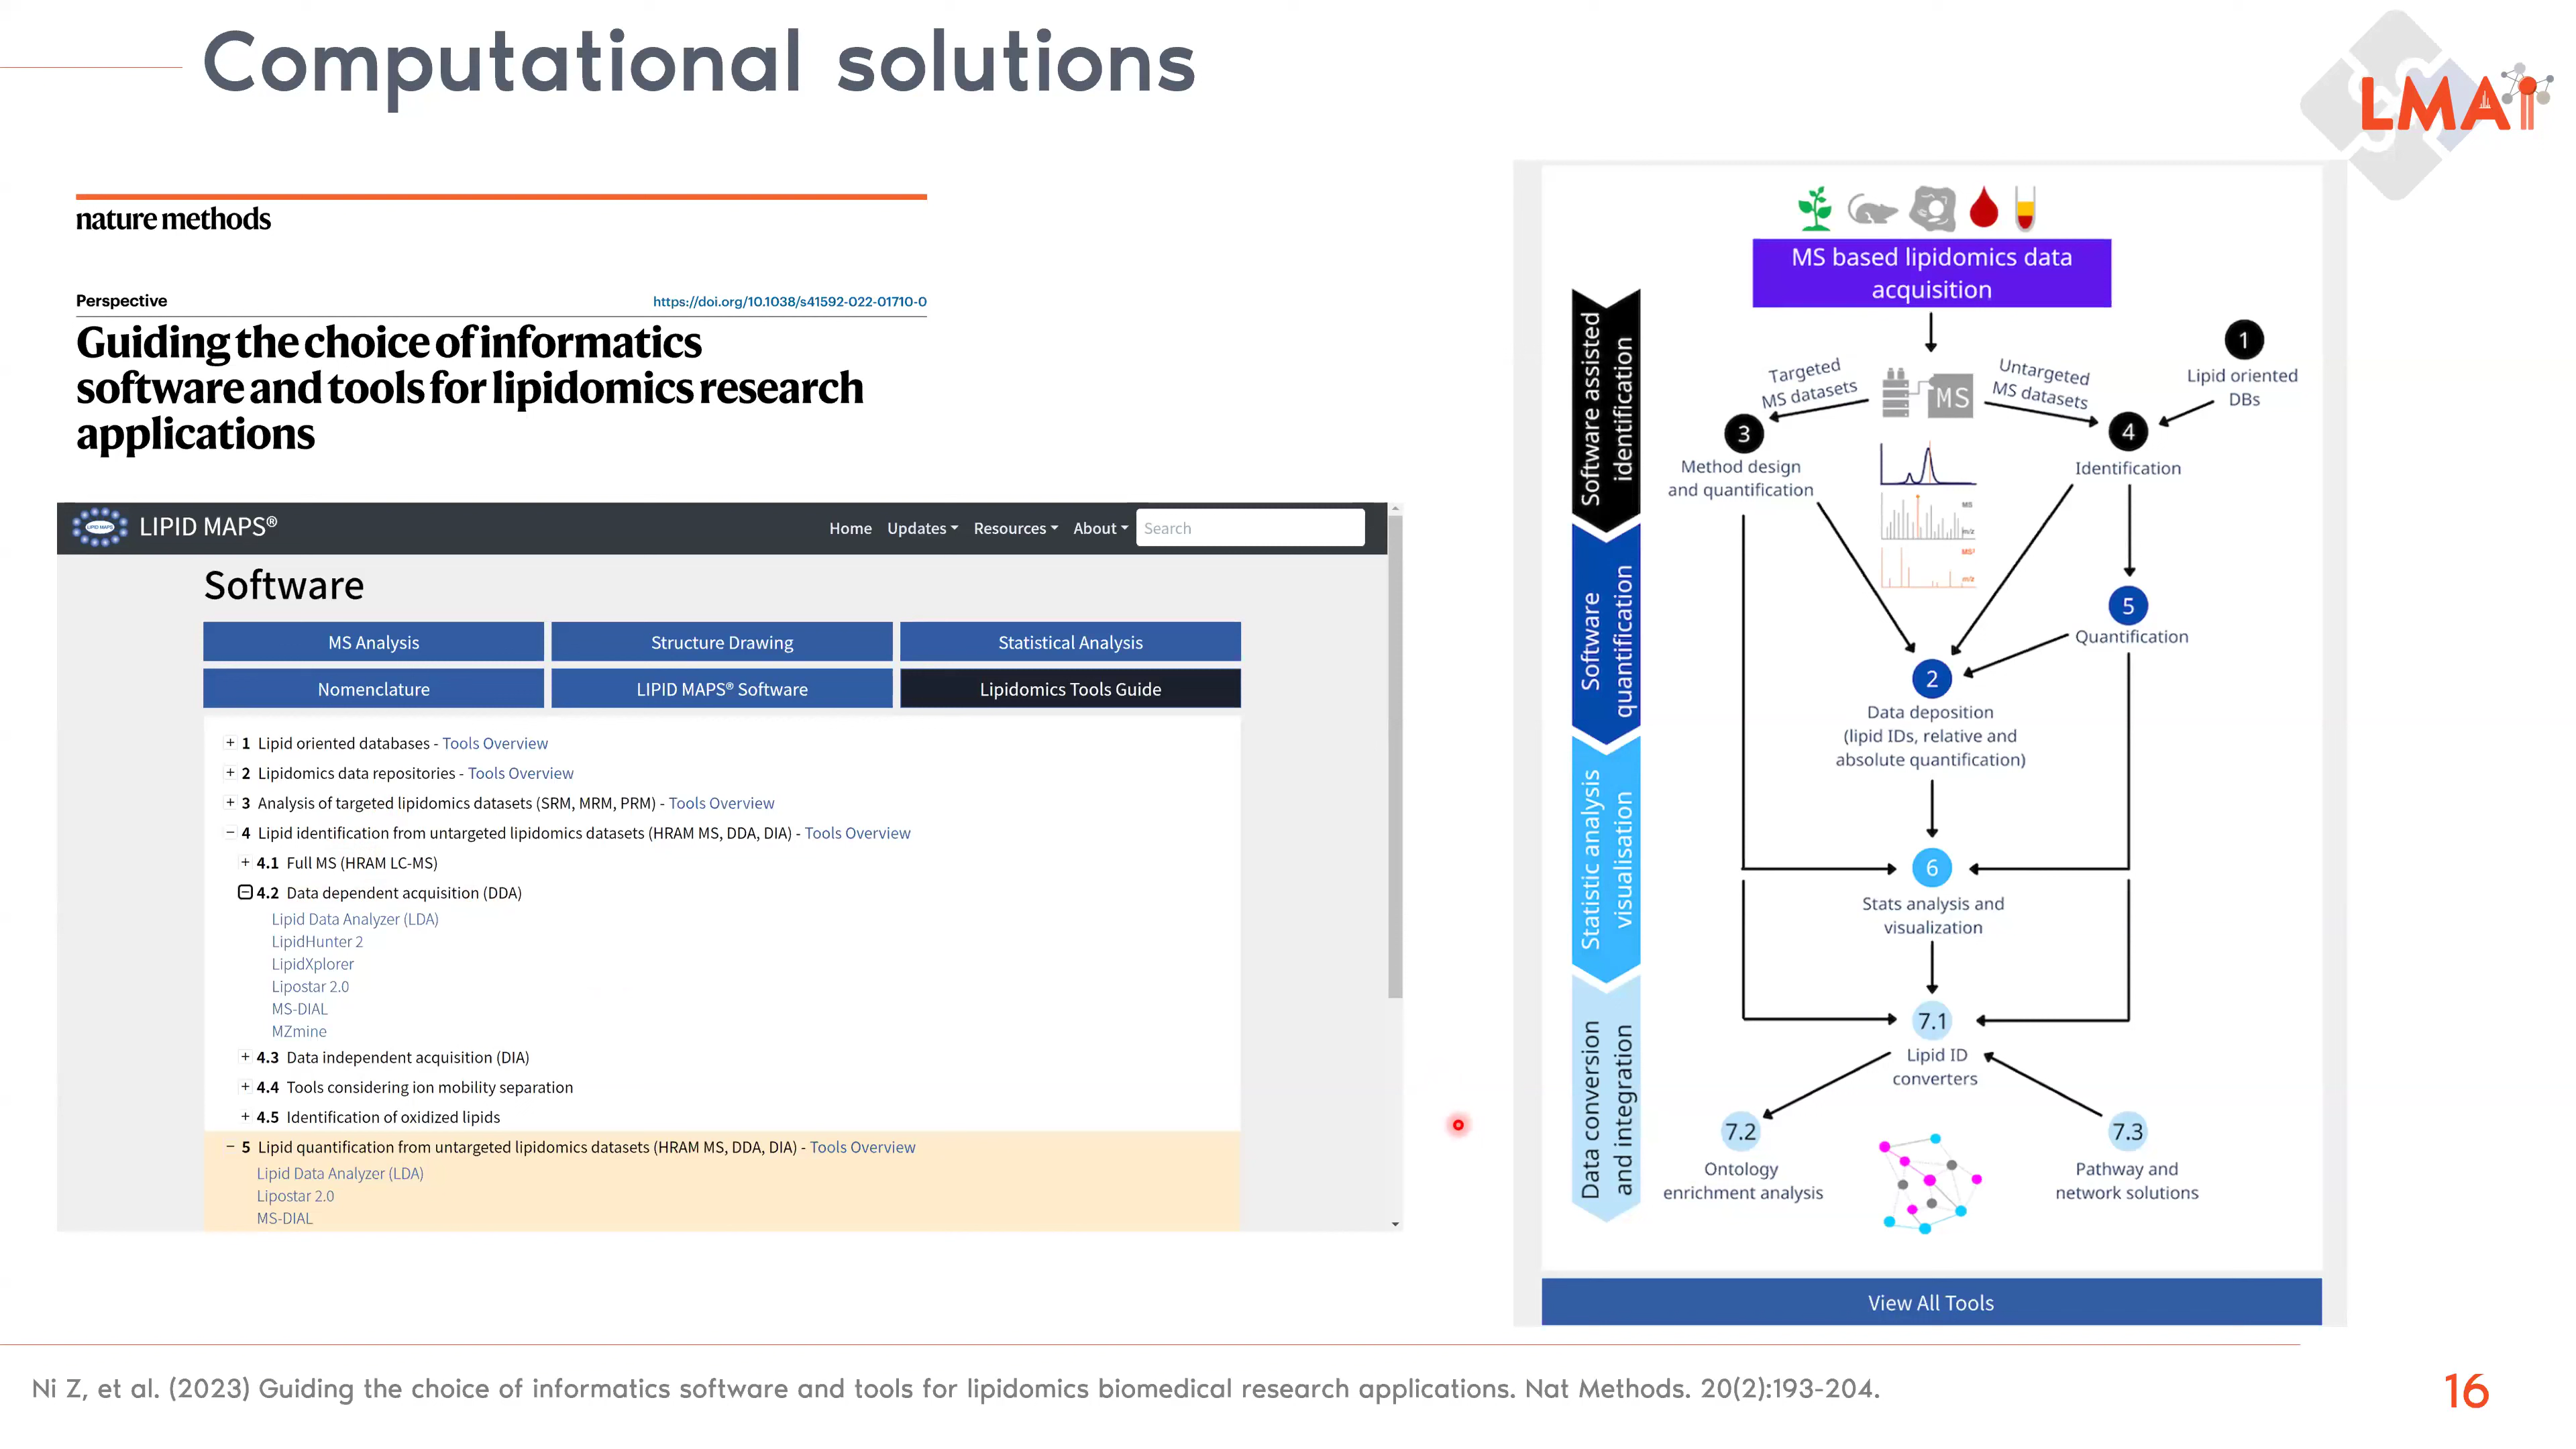 Computational solutions
LMAi
nature methods
Perspective
https://doi.org/10.1038/s41592-022-01710-0
Guiding the choice of informatics
software and tools for lipidomics research
applications
LIPID MAPS®
Home Updates Resources About Search
Software
MS Analysis
Structure Drawing
Statistical Analysis
Nomenclature
LIPID MAPS® Software
Lipidomics Tools Guide
+ 1 Lipid oriented databases - Tools Overview
+ 2 Lipidomics data repositories - Tools Overview
+ 3 Analysis of targeted lipidomics datasets (SRM, MRM, PRM) - Tools Overview
− 4 Lipid identification from untargeted lipidomics datasets (HRAM MS, DDA, DIA) - Tools Overview
+ 4.1 Full MS (HRAM LC-MS)
− 4.2 Data dependent acquisition (DDA)
Lipid Data Analyzer (LDA)
LipidHunter 2
LipidXplorer
Lipostar 2.0
MS-DIAL
MZmine
+ 4.3 Data independent acquisition (DIA)
+ 4.4 Tools considering ion mobility separation
+ 4.5 Identification of oxidized lipids
− 5 Lipid quantification from untargeted lipidomics datasets (HRAM MS, DDA, DIA) - Tools Overview
Lipid Data Analyzer (LDA)
Lipostar 2.0
MS-DIAL
MS based lipidomics data
acquisition
Software assisted
identification
Software
quantification
Statistic analysis
visualisation
Data conversion
and integration
Targeted
MS datasets
MS
Untargeted
MS datasets
1
Lipid oriented
DBs
3
Method design
and quantification
4
Identification
MS
m/z
MS²
m/z
5
Quantification
2
Data deposition
(lipid IDs, relative and
absolute quantification)
6
Stats analysis and
visualization
7.1
Lipid ID
converters
7.2
Ontology
enrichment analysis
7.3
Pathway and
network solutions
View All Tools
Ni Z, et al. (2023) Guiding the choice of informatics software and tools for lipidomics biomedical research applications. Nat Methods. 20(2):193-204.
16